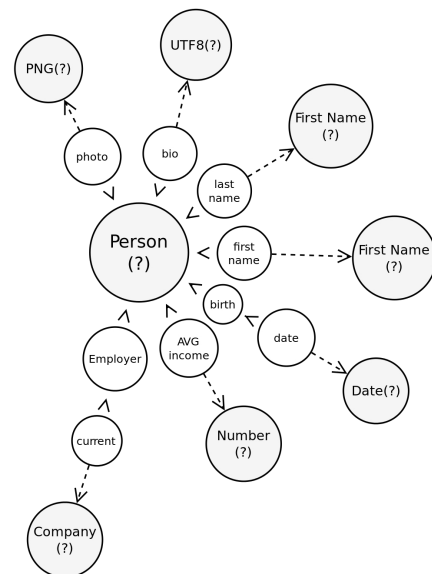 UTF8(?)
PNG(?)
First Name
(?)
photo
bio
last
name
Person
(?)
first
name
First Name
(?)
birth
AVG
income
date
Employer
Date(?)
current
Number
(?)
Company
(?)